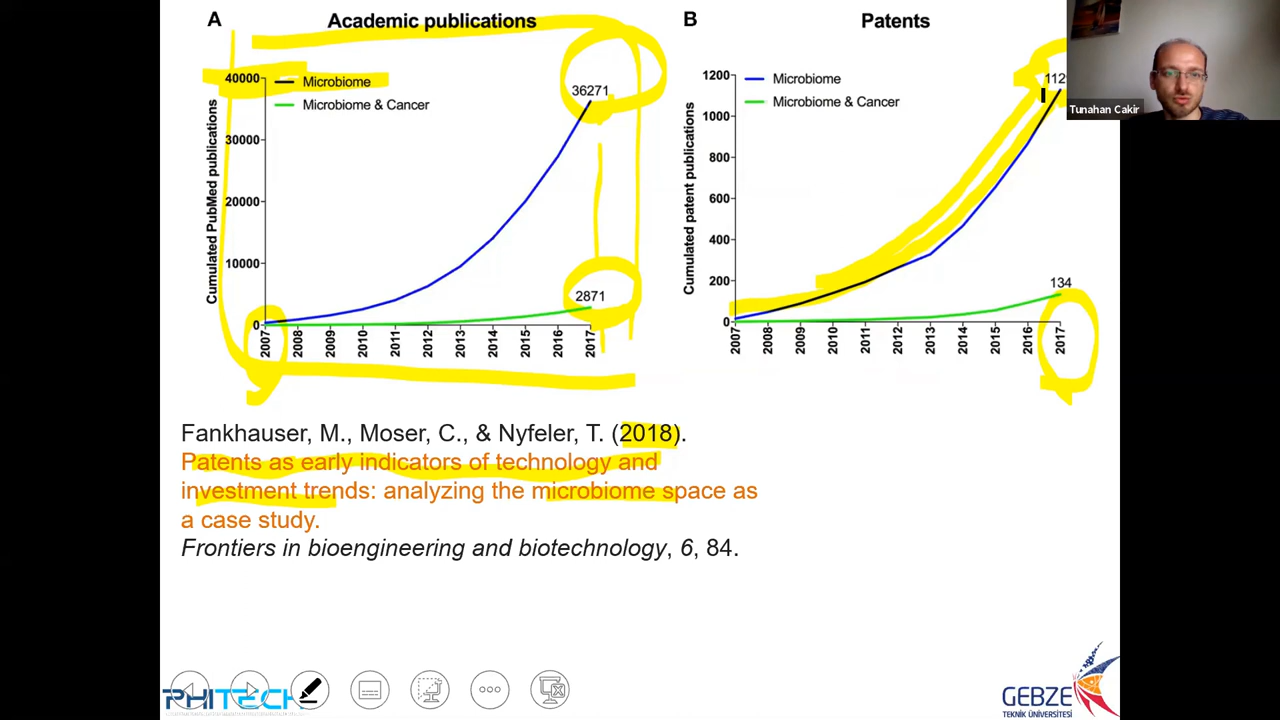 A
Academic publications
40000
30000
20000
10000
0
Cumulated PubMed publications
Microbiome
Microbiome & Cancer
36271
2871
2007
2008
2009
2010
2011
2012
2013
2014
2015
2016
2017
B
Patents
1200
1000
800
600
400
200
0
Cumulated patent publications
Microbiome
Microbiome & Cancer
134
2007
2008
2009
2010
2011
2012
2013
2014
2015
2016
2017
Tunahan Cakir
Fankhauser, M., Moser, C., & Nyfeler, T. (2018).
Patents as early indicators of technology and
investment trends: analyzing the microbiome space as
a case study.
Frontiers in bioengineering and biotechnology, 6, 84.
PHITECH
GEBZE
TEKNİK ÜNİVERSİTESİ